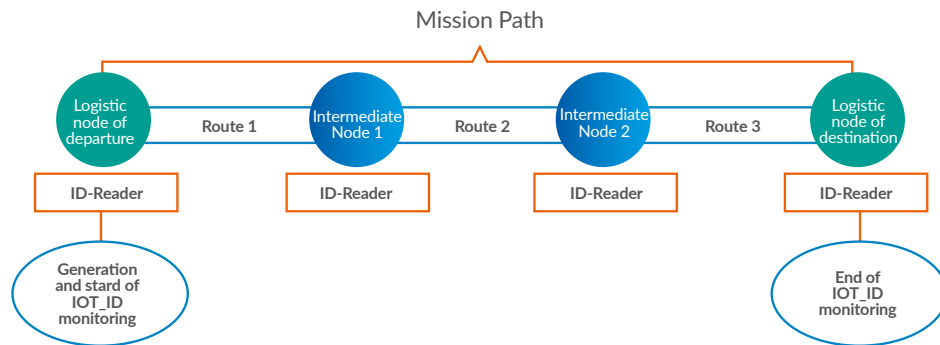 Mission Path
Logistic
node of
departure
Route 1
Intermediate
Node 1
Route 2
Intermediate
Node 2
Route 3
Logistic
node of
destination
ID-Reader
ID-Reader
ID-Reader
ID-Reader
Generation
and stard of
IOT_ID
monitoring
End of
IOT_ID
monitoring